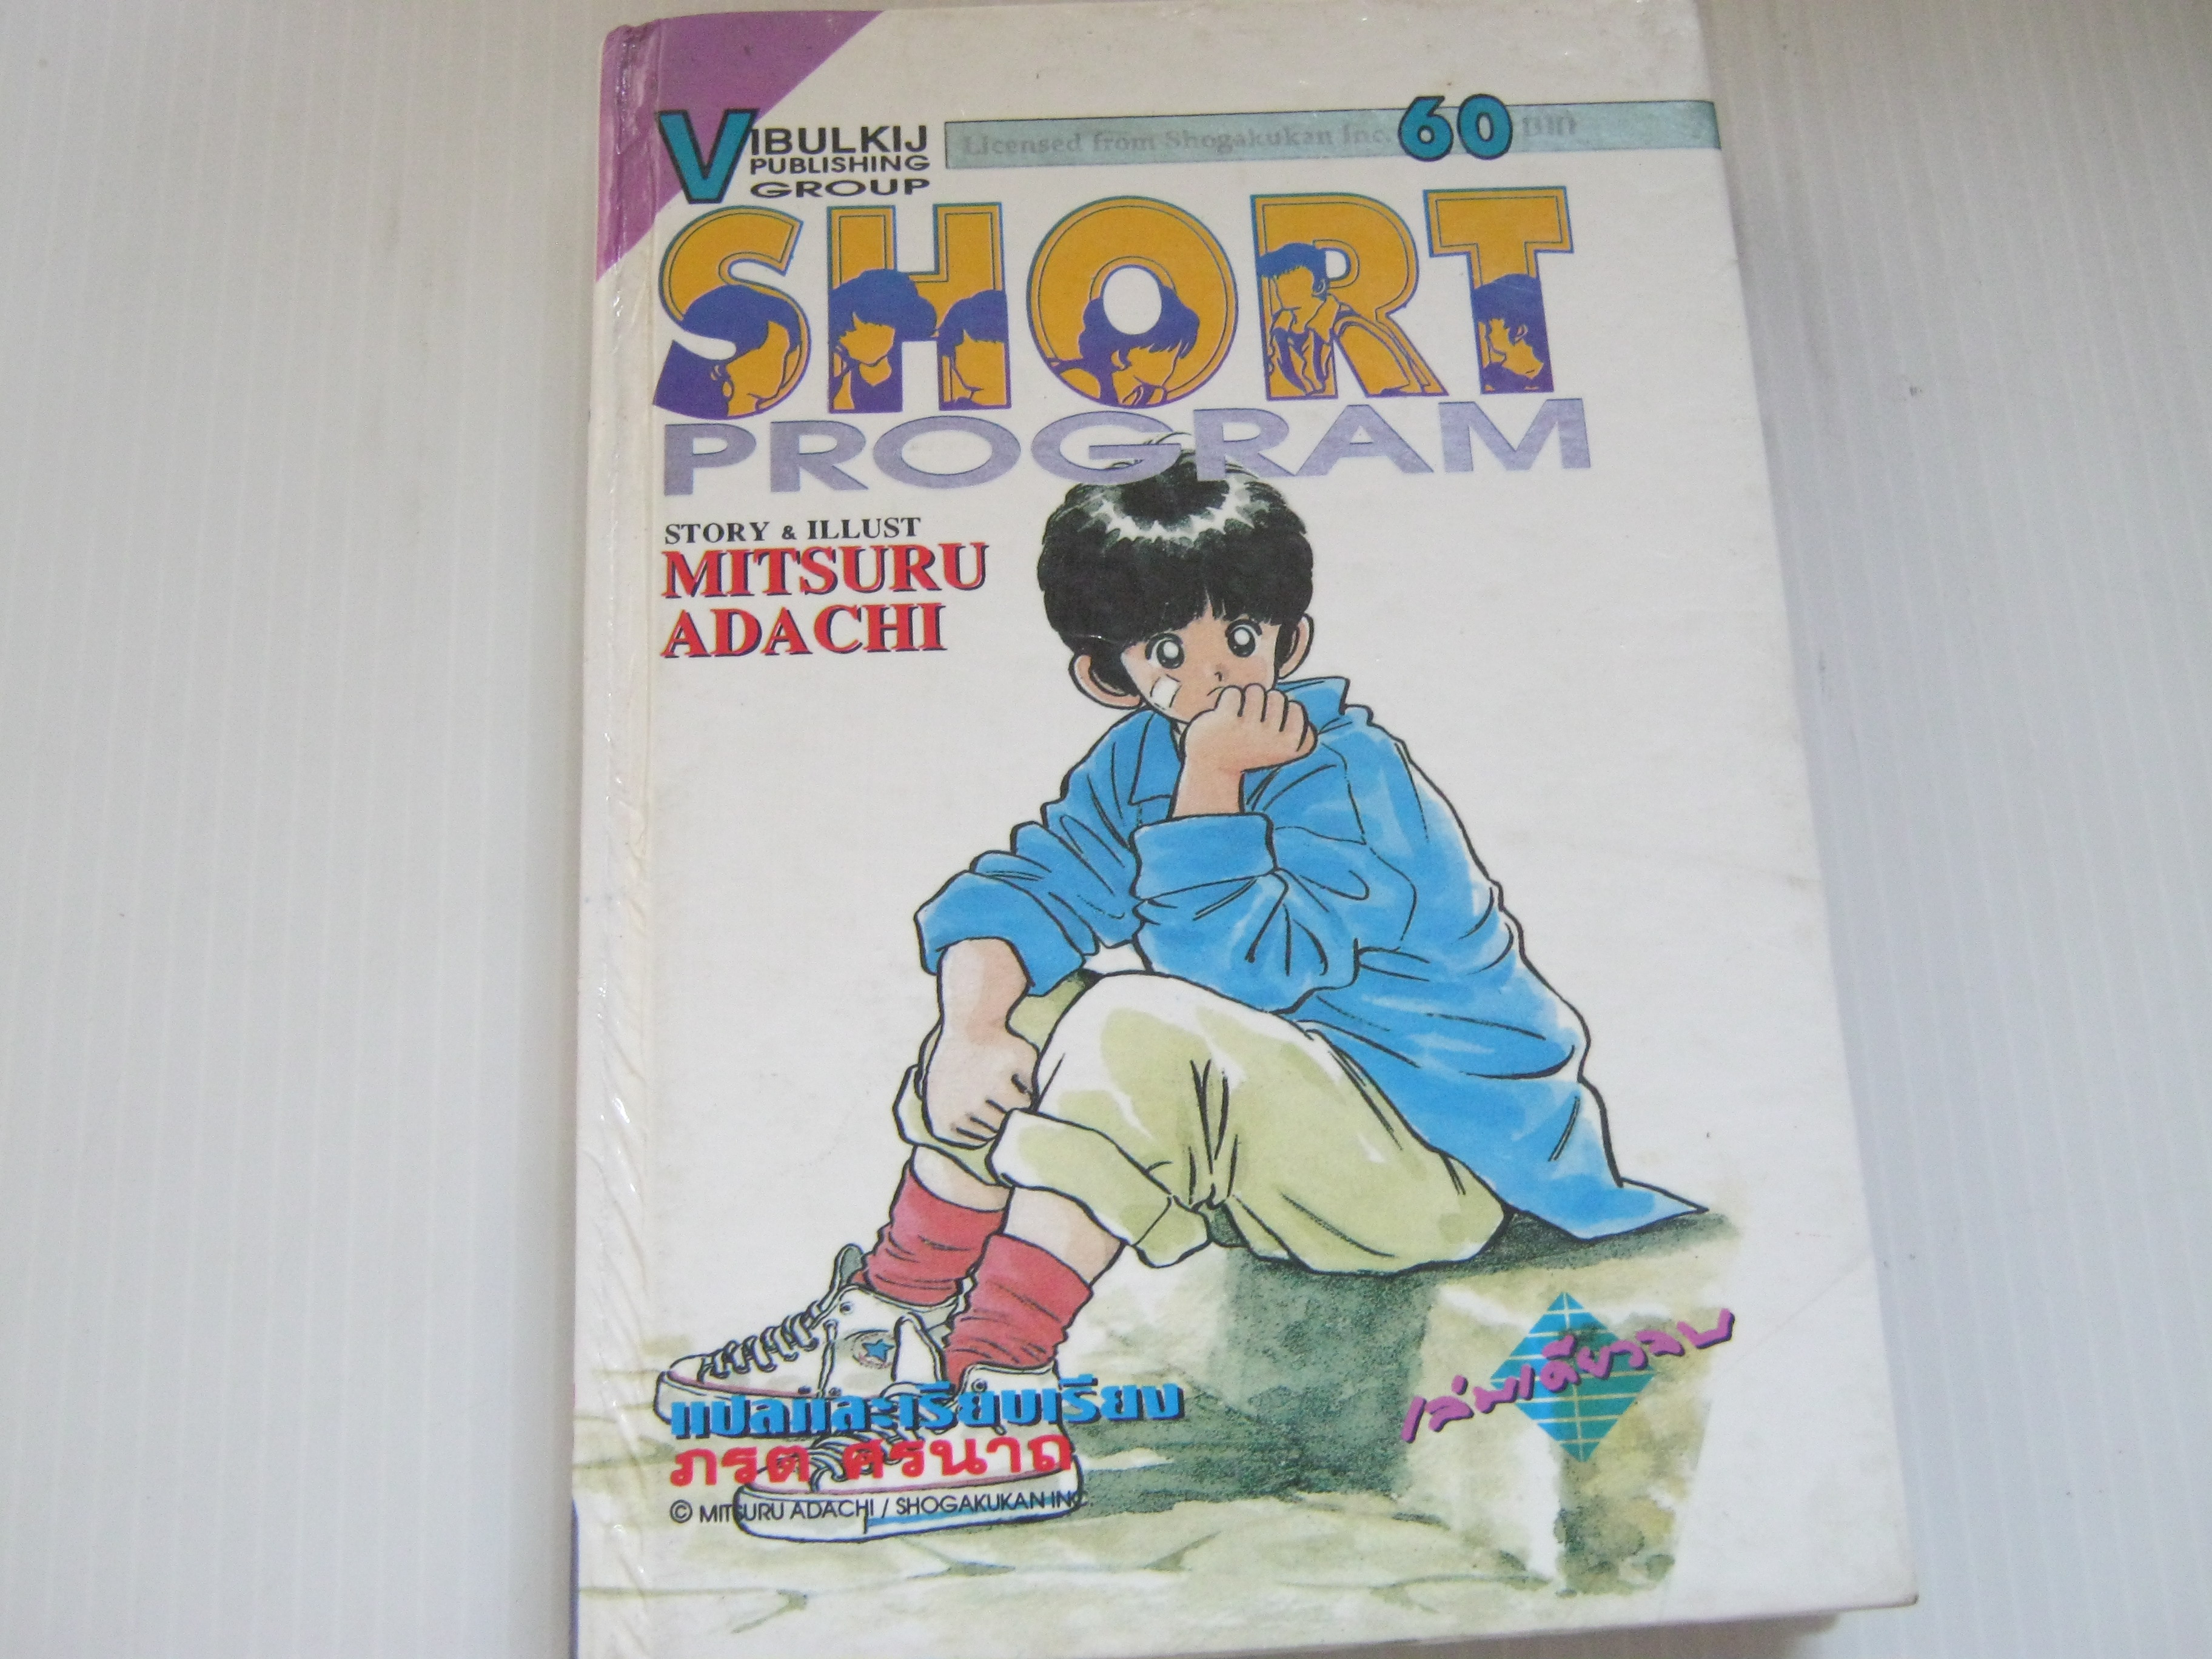 VIBULKIJ
PUBLISHING
GROUP
Licensed from Shogakukan Inc.
60
SHORT
PROGRAM
STORY & ILLUST
MITSURU
ADACHI
แปลและเรียบเรียง
ภรต ศรนาถ
เล่มเดียวจบ
© MITSURU ADACHI / SHOGAKUKAN INC.